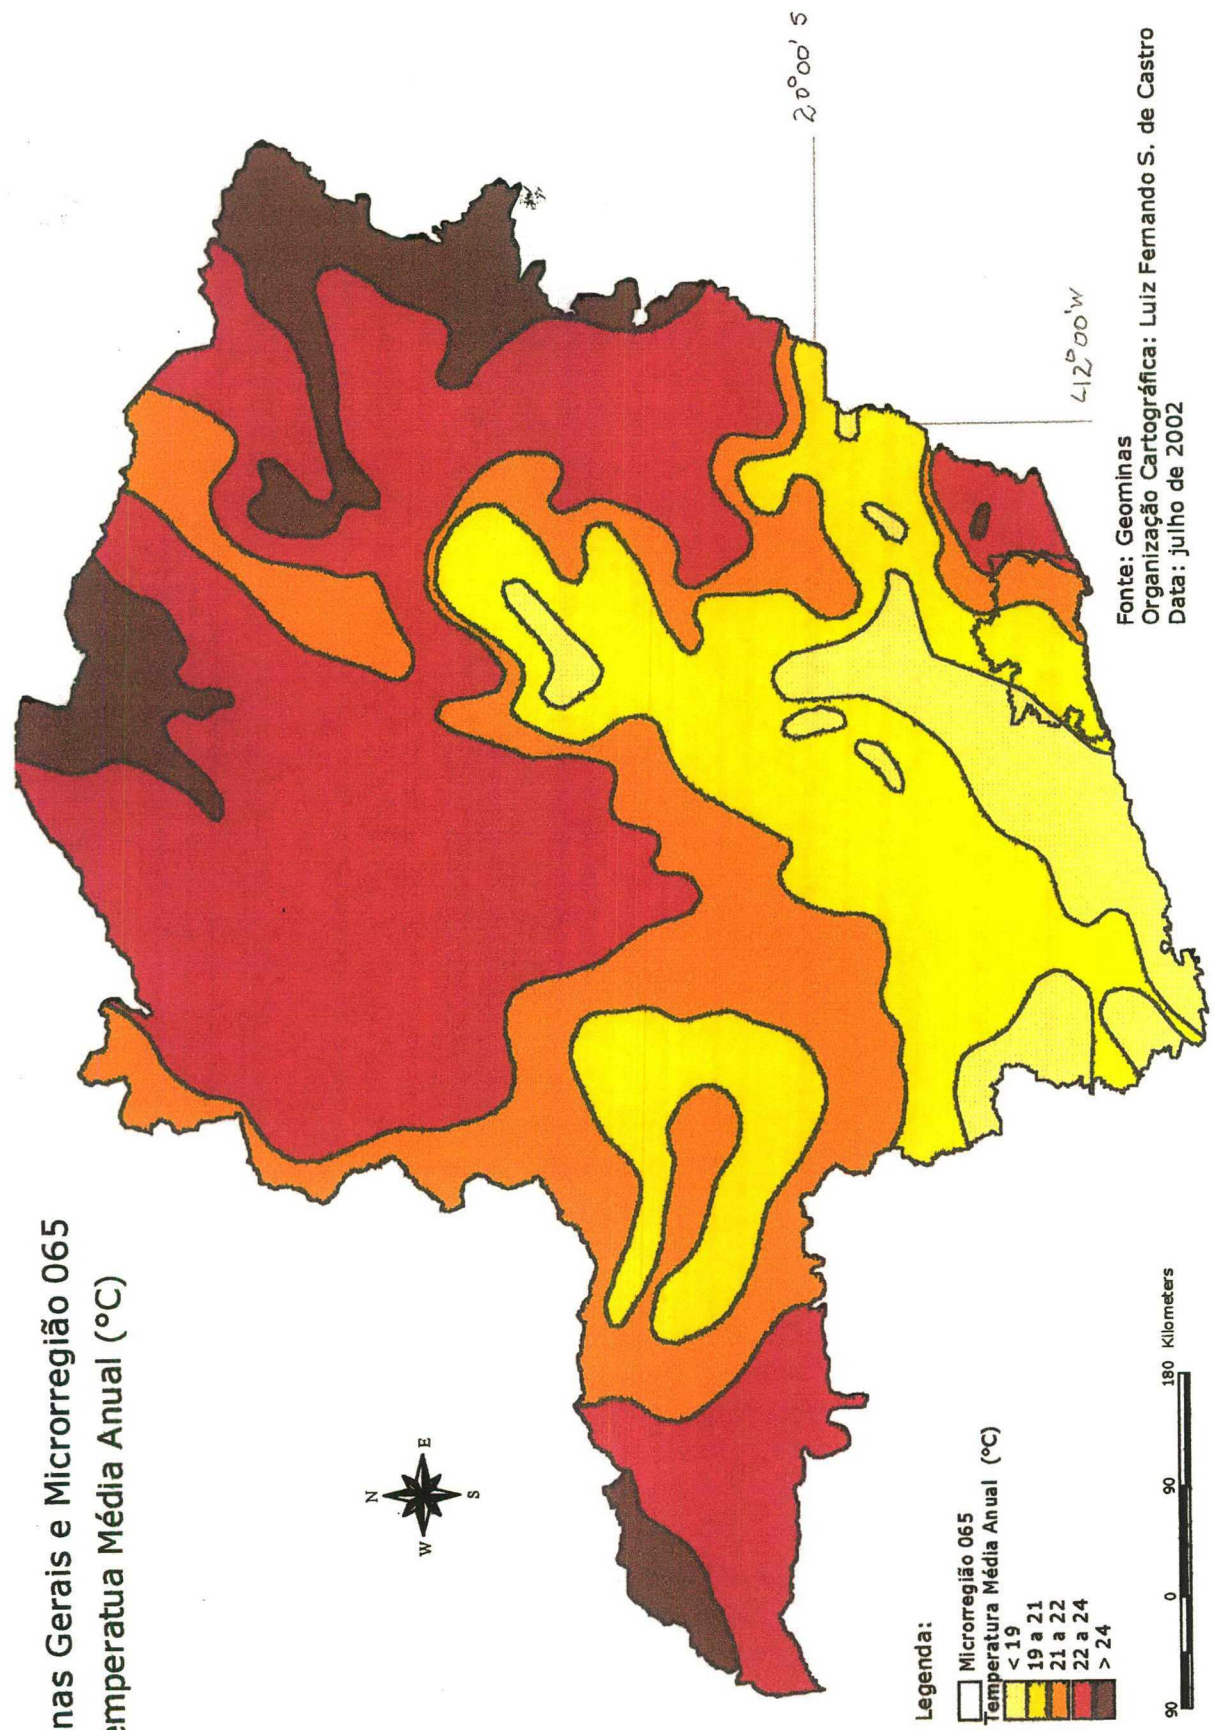 nas Gerais e Microrregião 065
emperatua Média Anual (°C)
N
W
E
S
20°00' S
42°00'W
Legenda:
Microrregião 065
Temperatura Média Anual (°C)
< 19
19 a 21
21 a 22
22 a 24
> 24
90 0 90 180 Kilometers
Fonte: Geominas
Organização Cartográfica: Luiz Fernando S. de Castro
Data: julho de 2002